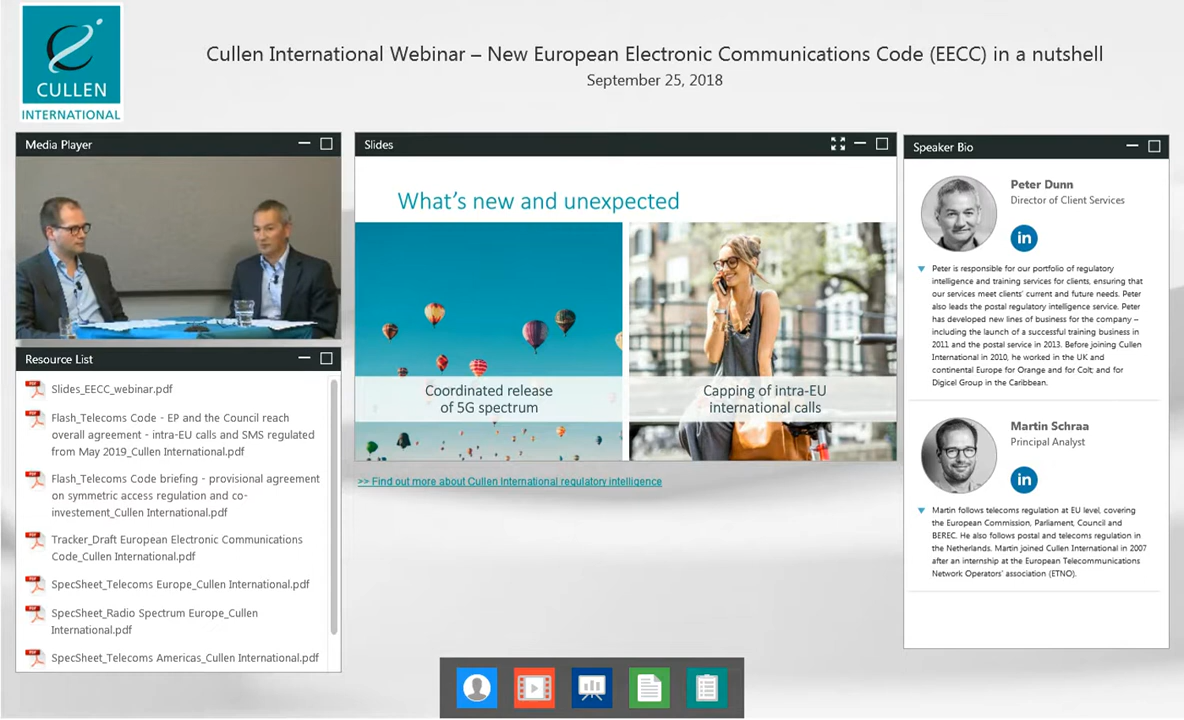 CULLEN
INTERNATIONAL
Cullen International Webinar – New European Electronic Communications Code (EECC) in a nutshell
September 25, 2018
Media Player
Resource List
Slides_EECC_webinar.pdf
Flash_Telecoms Code - EP and the Council reach
overall agreement - intra-EU calls and SMS regulated
from May 2019_Cullen International.pdf
Flash_Telecoms Code briefing - provisional agreement
on symmetric access regulation and co-
investement_Cullen International.pdf
Tracker_Draft European Electronic Communications
Code_Cullen International.pdf
SpecSheet_Telecoms Europe_Cullen International.pdf
SpecSheet_Radio Spectrum Europe_Cullen
International.pdf
SpecSheet_Telecoms Americas_Cullen International.pdf
Slides
What's new and unexpected
Coordinated release
of 5G spectrum
Capping of intra-EU
international calls
>> Find out more about Cullen International regulatory intelligence
Speaker Bio
Peter Dunn
Director of Client Services
in
Peter is responsible for our portfolio of regulatory
intelligence and training services for clients, ensuring that
our services meet clients' current and future needs. Peter
also leads the postal regulatory intelligence service. Peter
has developed new lines of business for the company –
including the launch of a successful training business in
2011 and the postal service in 2013. Before joining Cullen
International in 2010, he worked in the UK and
continental Europe for Orange and for Colt; and for
Digicel Group in the Caribbean.
Martin Schraa
Principal Analyst
in
Martin follows telecoms regulation at EU level, covering
the European Commission, Parliament, Council and
BEREC. He also follows postal and telecoms regulation in
the Netherlands. Martin joined Cullen International in 2007
after an internship at the European Telecommunications
Network Operators' association (ETNO).